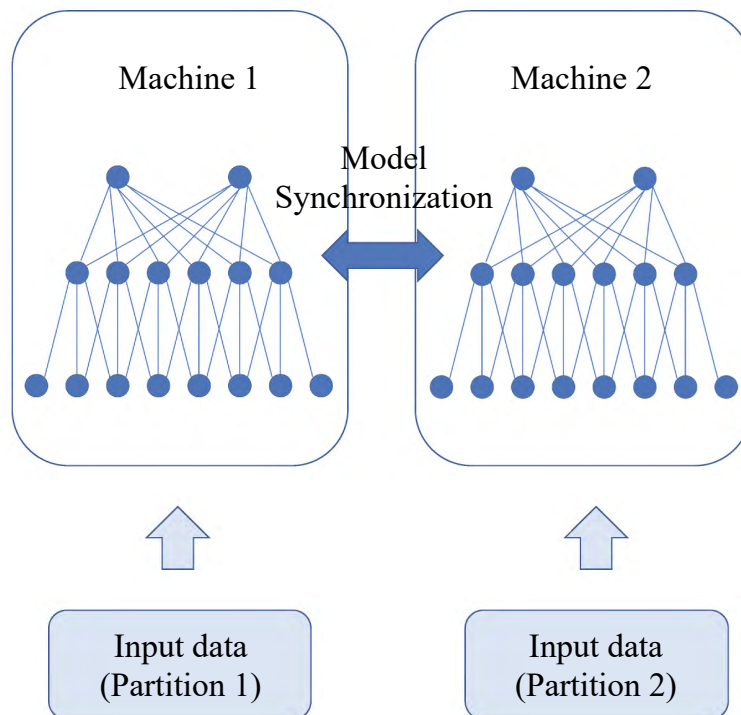 Machine 1
Machine 2
Model
Synchronization
Input data
(Partition 1)
Input data
(Partition 2)